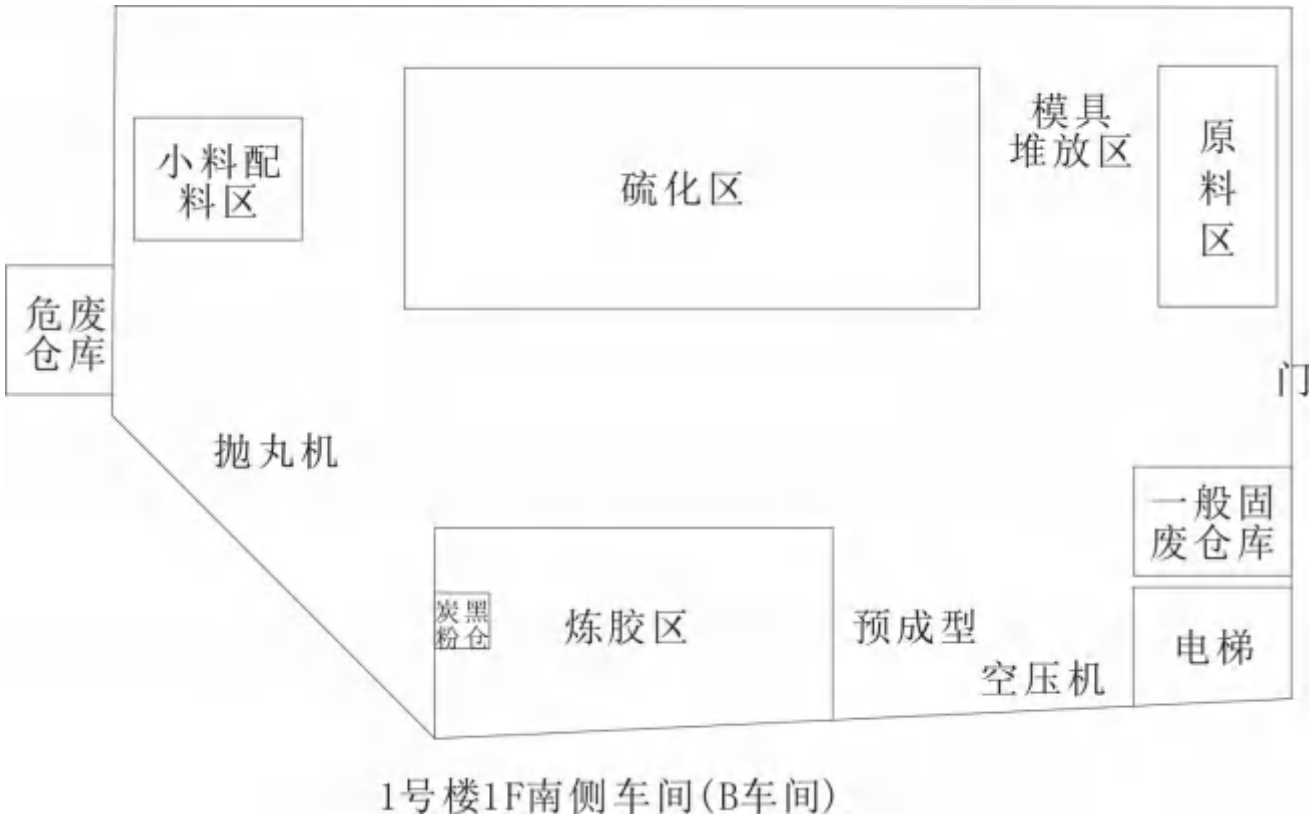 模具
堆放区
原
料
区
小料配
料区
硫化区
危废
仓库
门
抛丸机
一般固
废仓库
炭黑
粉仓
炼胶区
预成型
空压机
电梯
1号楼1F南侧车间(B车间)